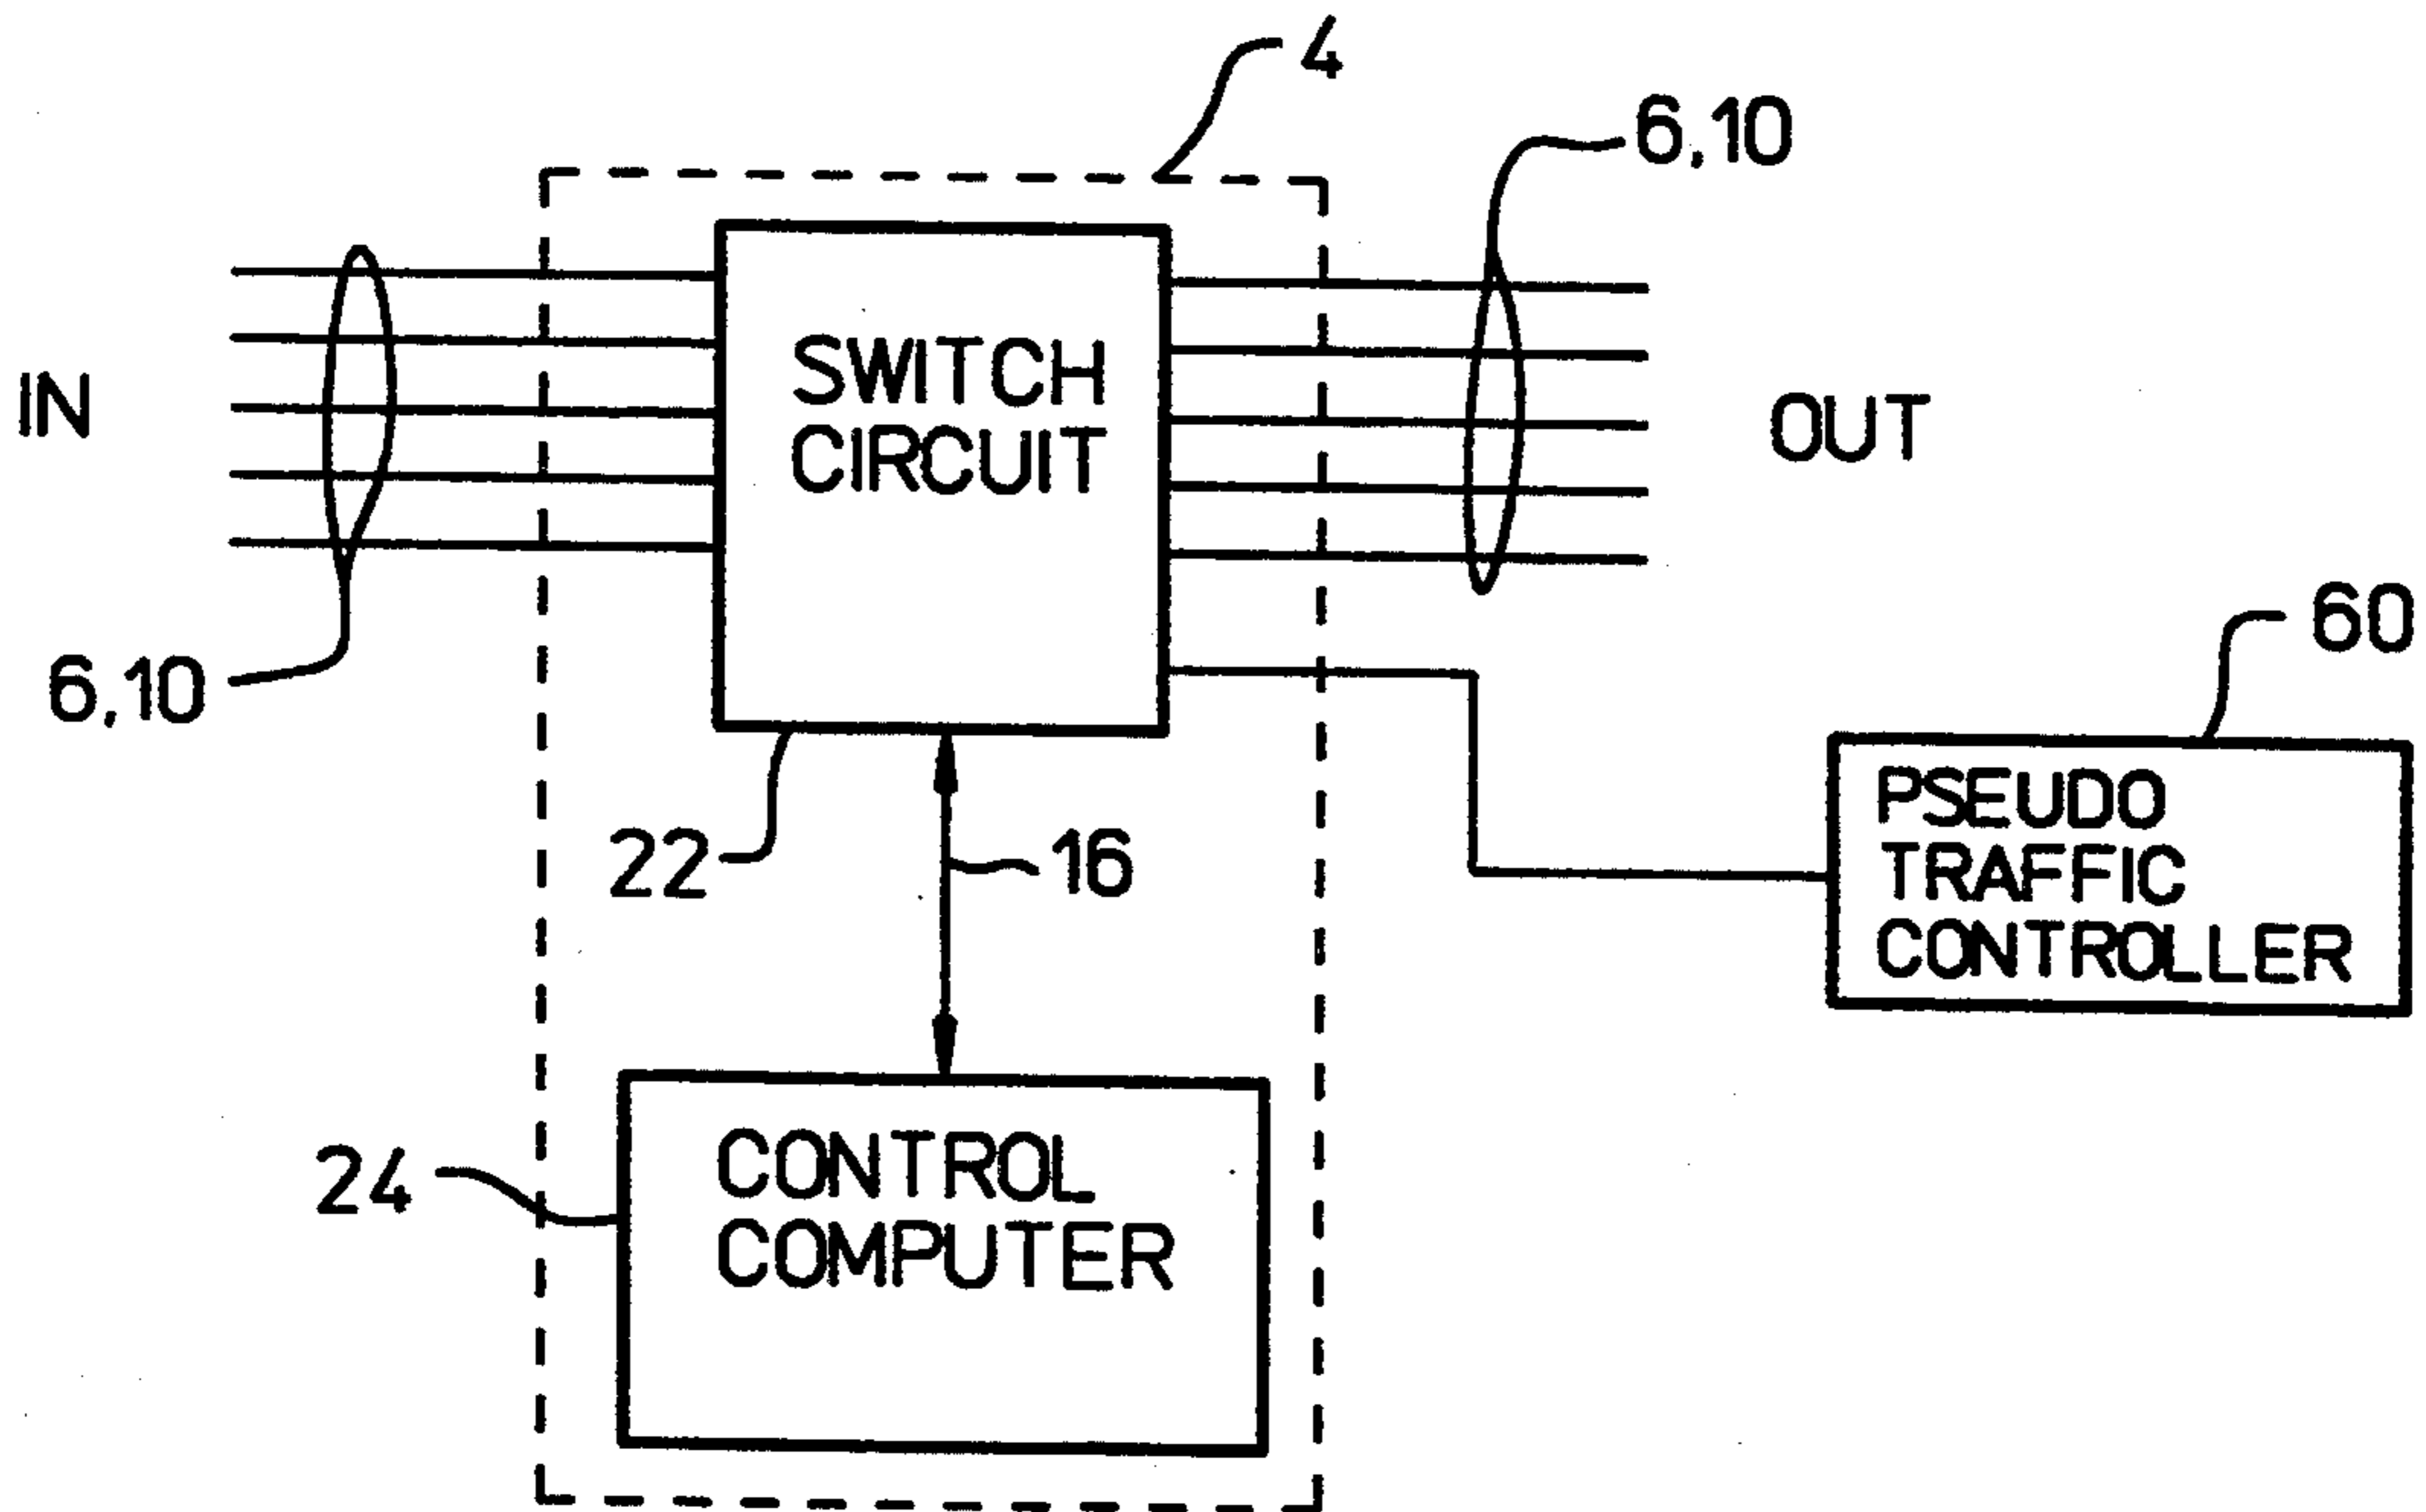 4
6,10
IN
SWITCH
CIRCUIT
OUT
6,10
60
22
16
PSEUDO
TRAFFIC
CONTROLLER
24
CONTROL
COMPUTER